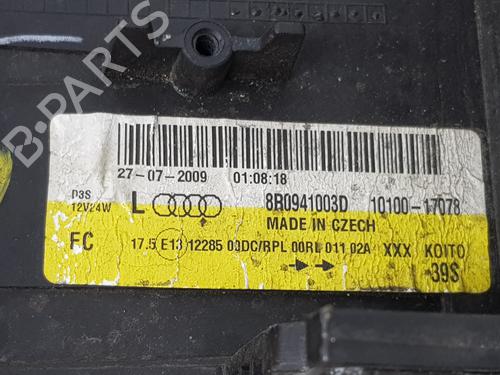 B-PARTS
27-07-2009 01:08:18
D3S
12V24W L 8R0941003D 10100-17078
MADE IN CZECH
FC 17.5 E13 12285 03DC/RPL 00RL 011 02A XXX KOITO
-39S